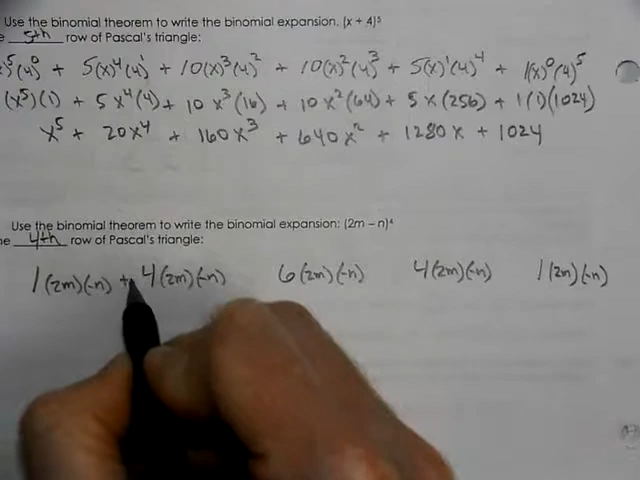 Use the binomial theorem to write the binomial expansion. (x + 4)⁵
e 5th row of Pascal's triangle:
)⁵(4)⁰ + 5(x)⁴(4)¹ + 10(x)³(4)² + 10(x)²(4)³ + 5(x)¹(4)⁴ + 1(x)⁰(4)⁵
(x⁵)(1) + 5x⁴(4) + 10x³(16) + 10x²(64) + 5x(256) + 1(1)(1024)
x⁵ + 20x⁴ + 160x³ + 640x² + 1280x + 1024
Use the binomial theorem to write the binomial expansion: (2m – n)⁴
e 4th row of Pascal's triangle:
1(2m)(-n) + 4(2m)(-n) 6(2m)(-n) 4(2m)(-n) 1(2m)(-n)